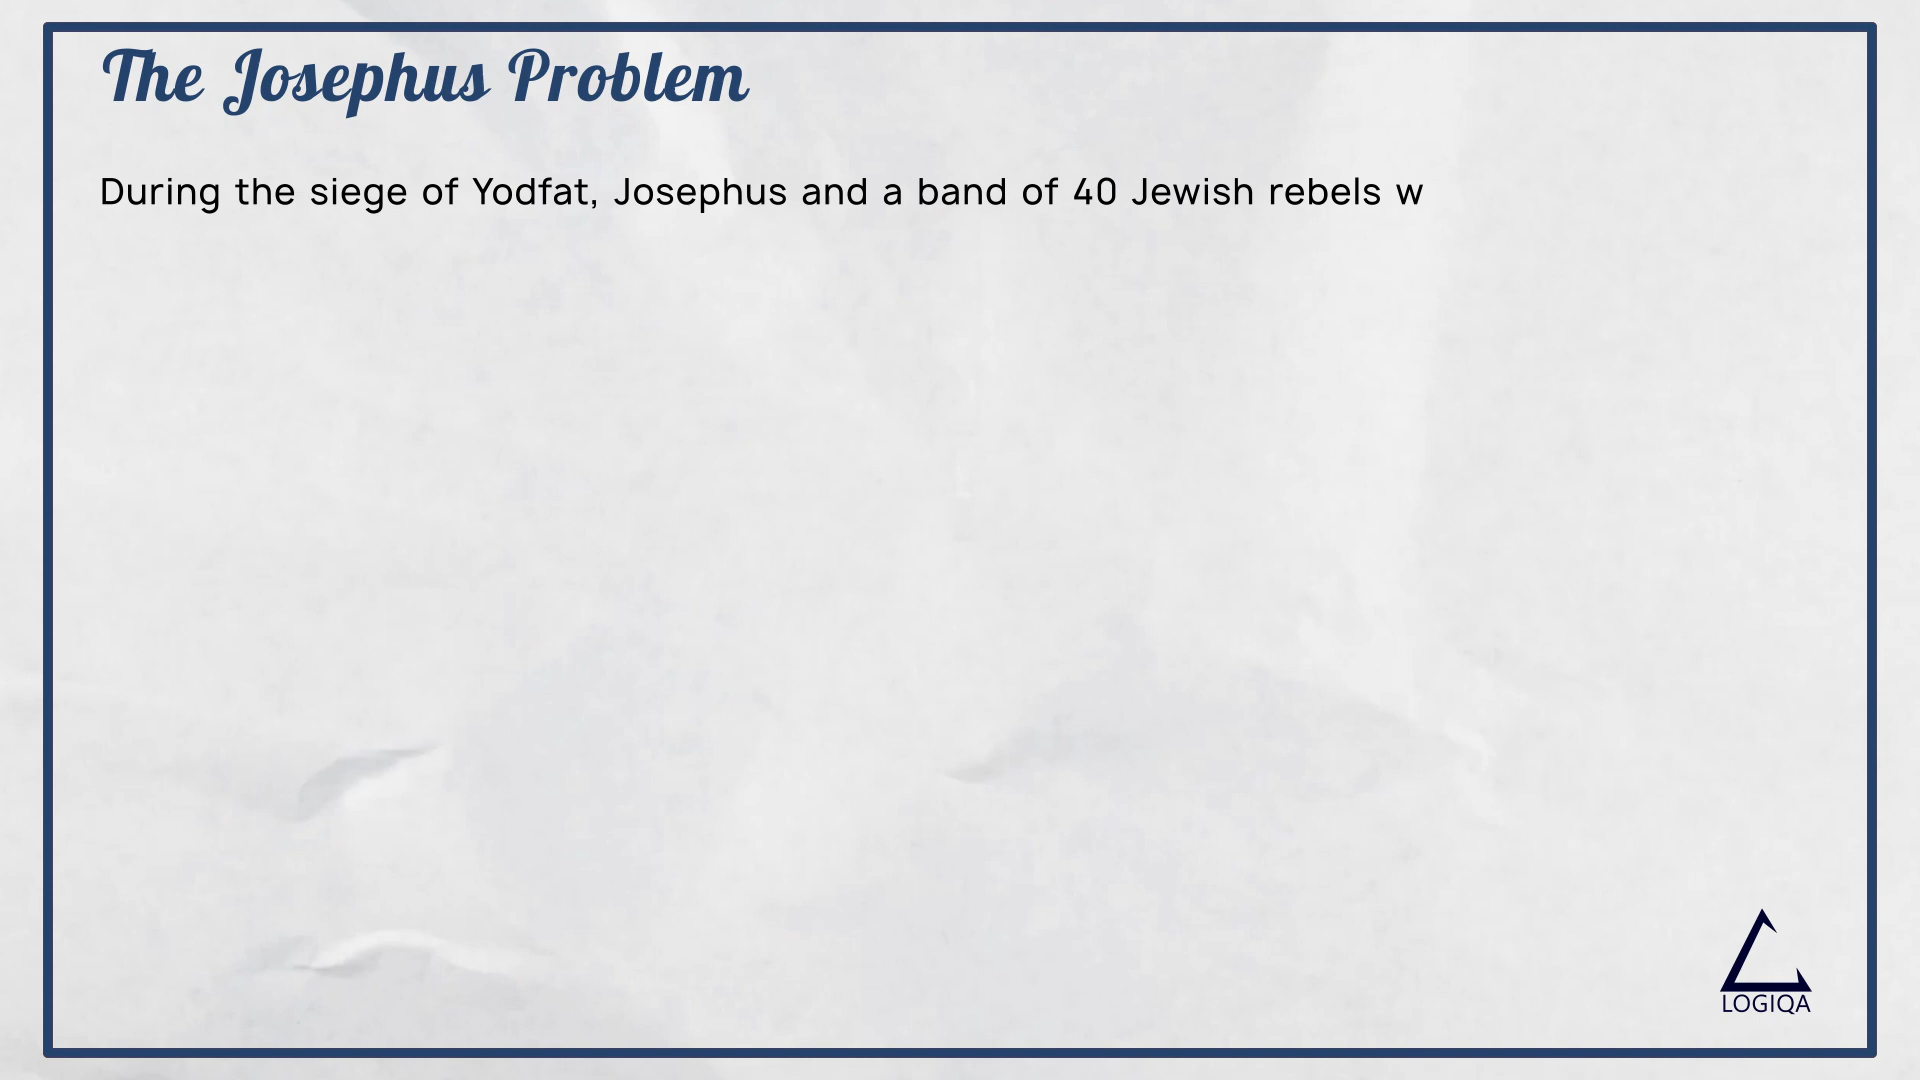 The Josephus Problem
During the siege of Yodfat, Josephus and a band of 40 Jewish rebels w
LOGIQA